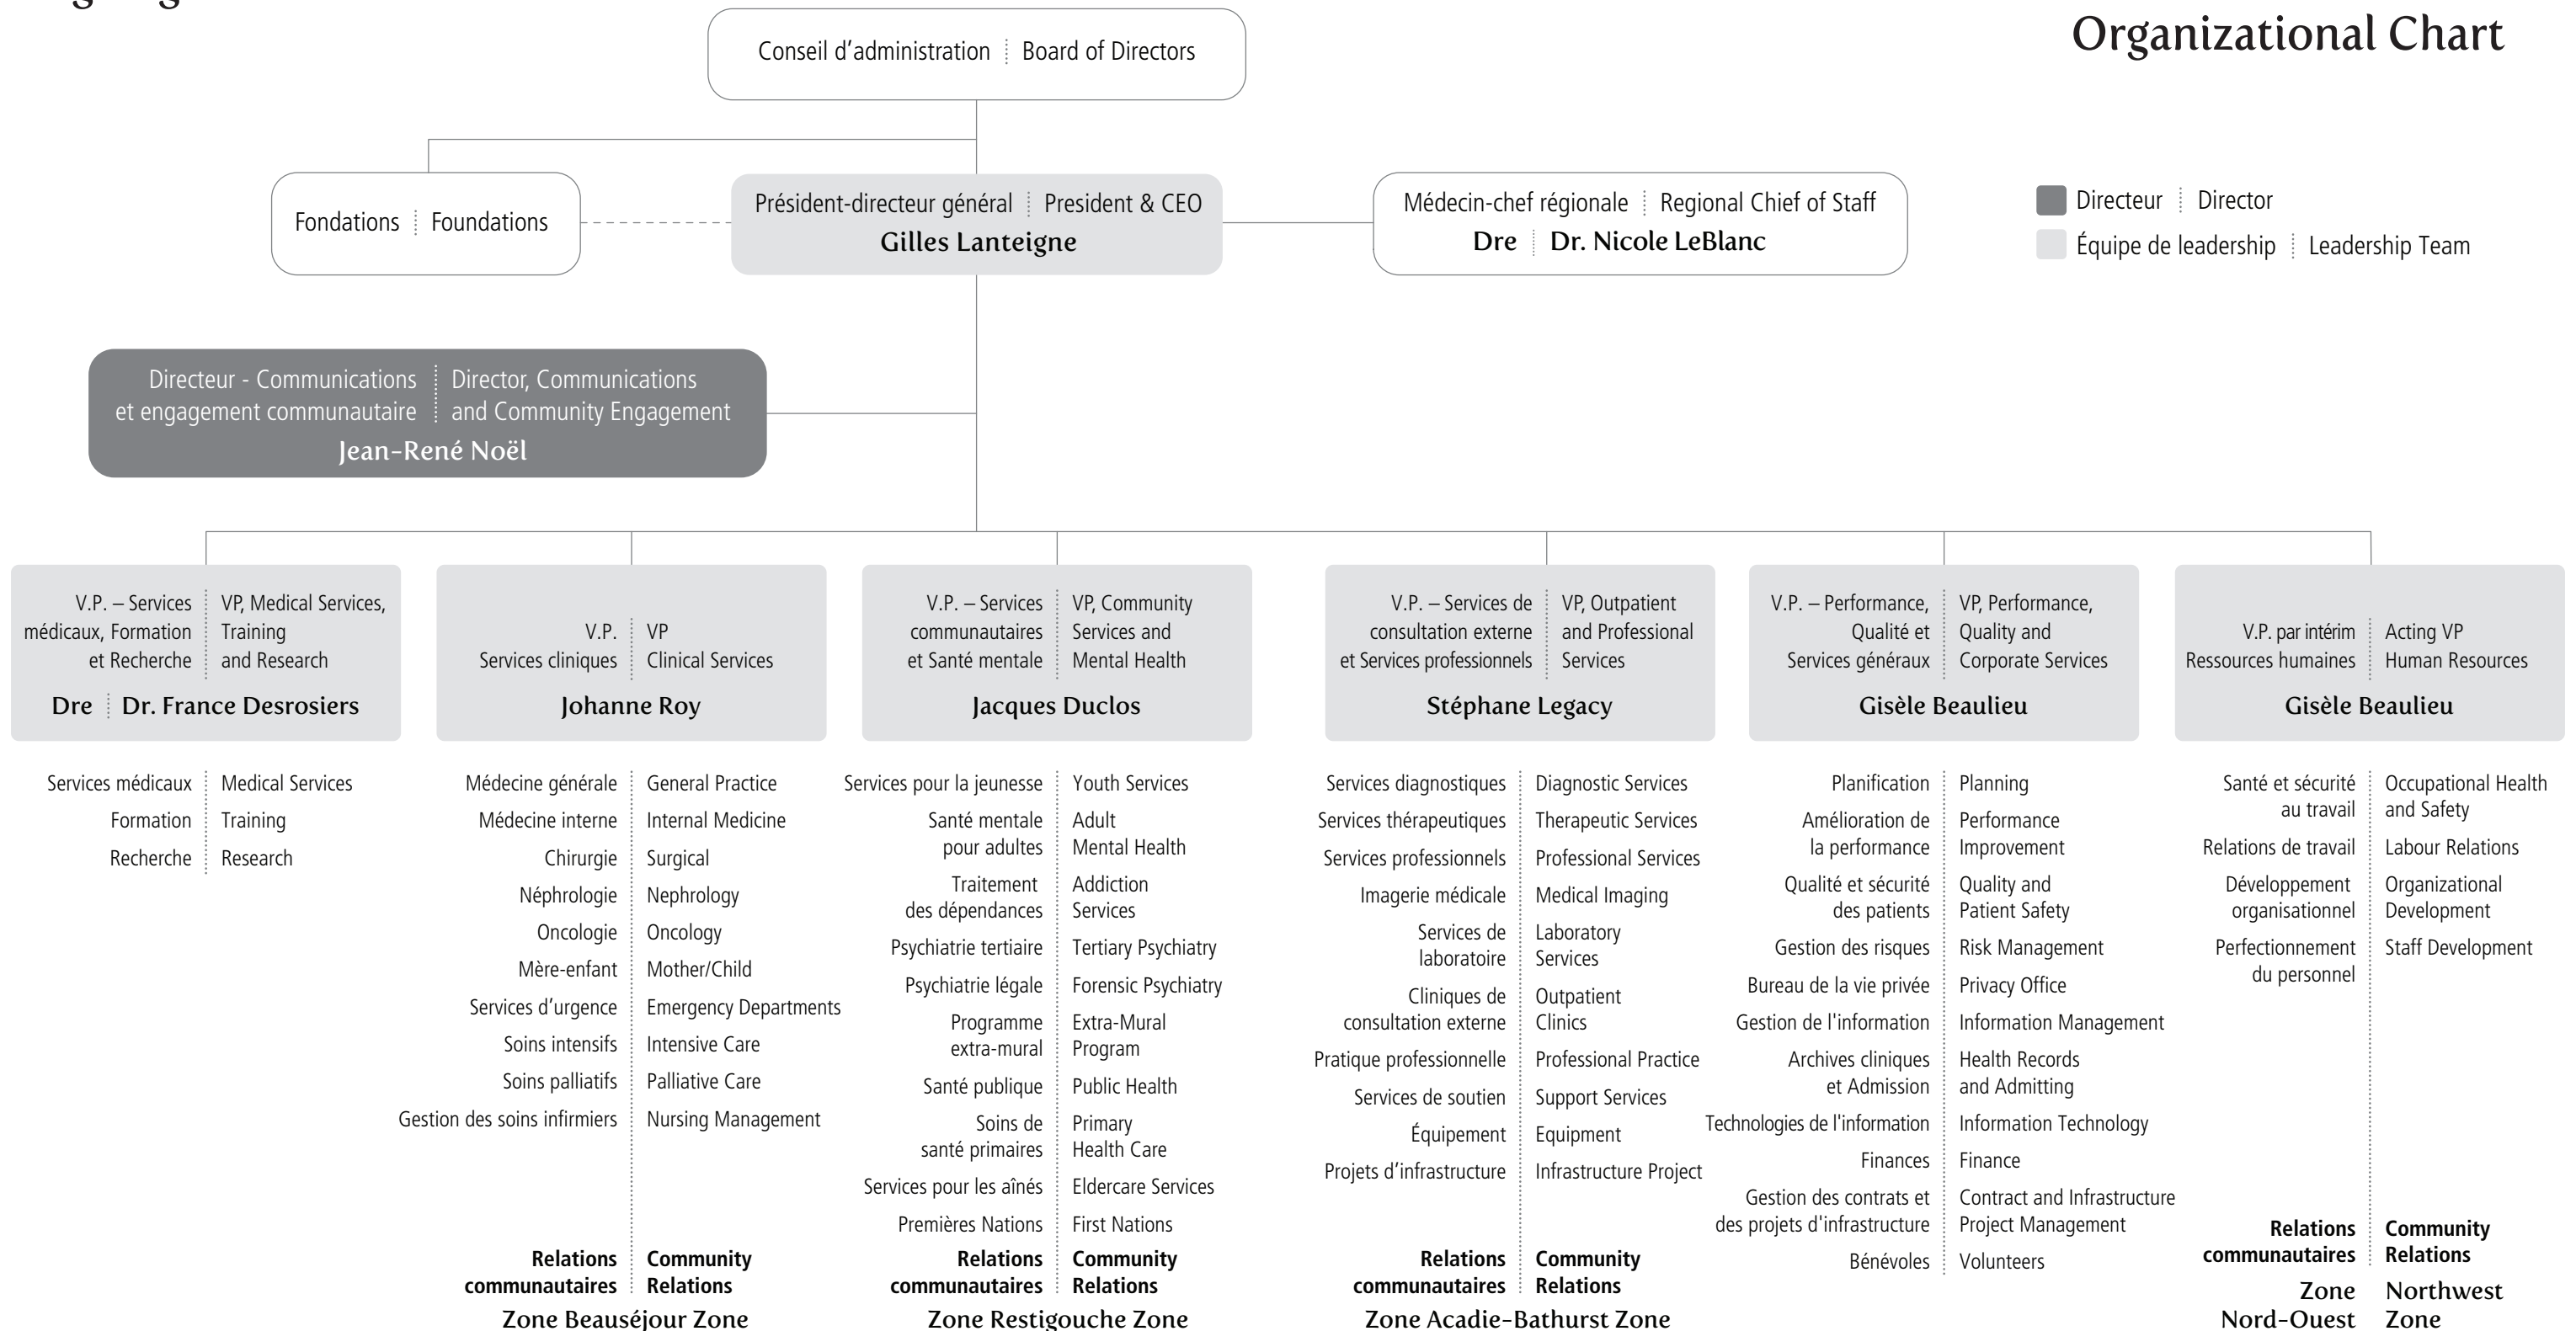 Organizational Chart
Conseil d’administration Board of Directors
Fondations Foundations
Président-directeur général President & CEO
Gilles Lanteigne
Médecin-chef régionale Regional Chief of Staff
Dre Dr. Nicole LeBlanc
Directeur Director
Équipe de leadership Leadership Team
Directeur - Communications Director, Communications
et engagement communautaire and Community Engagement
Jean-René Noël
V.P. – Services VP, Medical Services,
médicaux, Formation Training
et Recherche and Research
Dre Dr. France Desrosiers
Services médicaux Medical Services
Formation Training
Recherche Research
V.P. VP
Services cliniques Clinical Services
Johanne Roy
Médecine générale General Practice
Médecine interne Internal Medicine
Chirurgie Surgical
Néphrologie Nephrology
Oncologie Oncology
Mère-enfant Mother/Child
Services d’urgence Emergency Departments
Soins intensifs Intensive Care
Soins palliatifs Palliative Care
Gestion des soins infirmiers Nursing Management
Relations Community
communautaires Relations
Zone Beauséjour Zone
V.P. – Services VP, Community
communautaires Services and
et Santé mentale Mental Health
Jacques Duclos
Services pour la jeunesse Youth Services
Santé mentale Adult
pour adultes Mental Health
Traitement Addiction
des dépendances Services
Psychiatrie tertiaire Tertiary Psychiatry
Psychiatrie légale Forensic Psychiatry
Programme Extra-Mural
extra-mural Program
Santé publique Public Health
Soins de Primary
santé primaires Health Care
Services pour les aînés Eldercare Services
Premières Nations First Nations
Relations Community
communautaires Relations
Zone Restigouche Zone
V.P. – Services de VP, Outpatient
consultation externe and Professional
et Services professionnels Services
Stéphane Legacy
Services diagnostiques Diagnostic Services
Services thérapeutiques Therapeutic Services
Services professionnels Professional Services
Imagerie médicale Medical Imaging
Services de Laboratory
laboratoire Services
Cliniques de Outpatient
consultation externe Clinics
Pratique professionnelle Professional Practice
Services de soutien Support Services
Équipement Equipment
Projets d’infrastructure Infrastructure Project
Relations Community
communautaires Relations
Zone Acadie-Bathurst Zone
V.P. – Performance, VP, Performance,
Qualité et Quality and
Services généraux Corporate Services
Gisèle Beaulieu
Planification Planning
Amélioration de Performance
la performance Improvement
Qualité et sécurité Quality and
des patients Patient Safety
Gestion des risques Risk Management
Bureau de la vie privée Privacy Office
Gestion de l'information Information Management
Archives cliniques Health Records
et Admission and Admitting
Technologies de l'information Information Technology
Finances Finance
Gestion des contrats et Contract and Infrastructure
des projets d'infrastructure Project Management
Bénévoles Volunteers
V.P. par intérim Acting VP
Ressources humaines Human Resources
Gisèle Beaulieu
Santé et sécurité Occupational Health
au travail and Safety
Relations de travail Labour Relations
Développement Organizational
organisationnel Development
Perfectionnement Staff Development
du personnel
Relations Community
communautaires Relations
Zone Northwest
Nord-Ouest Zone